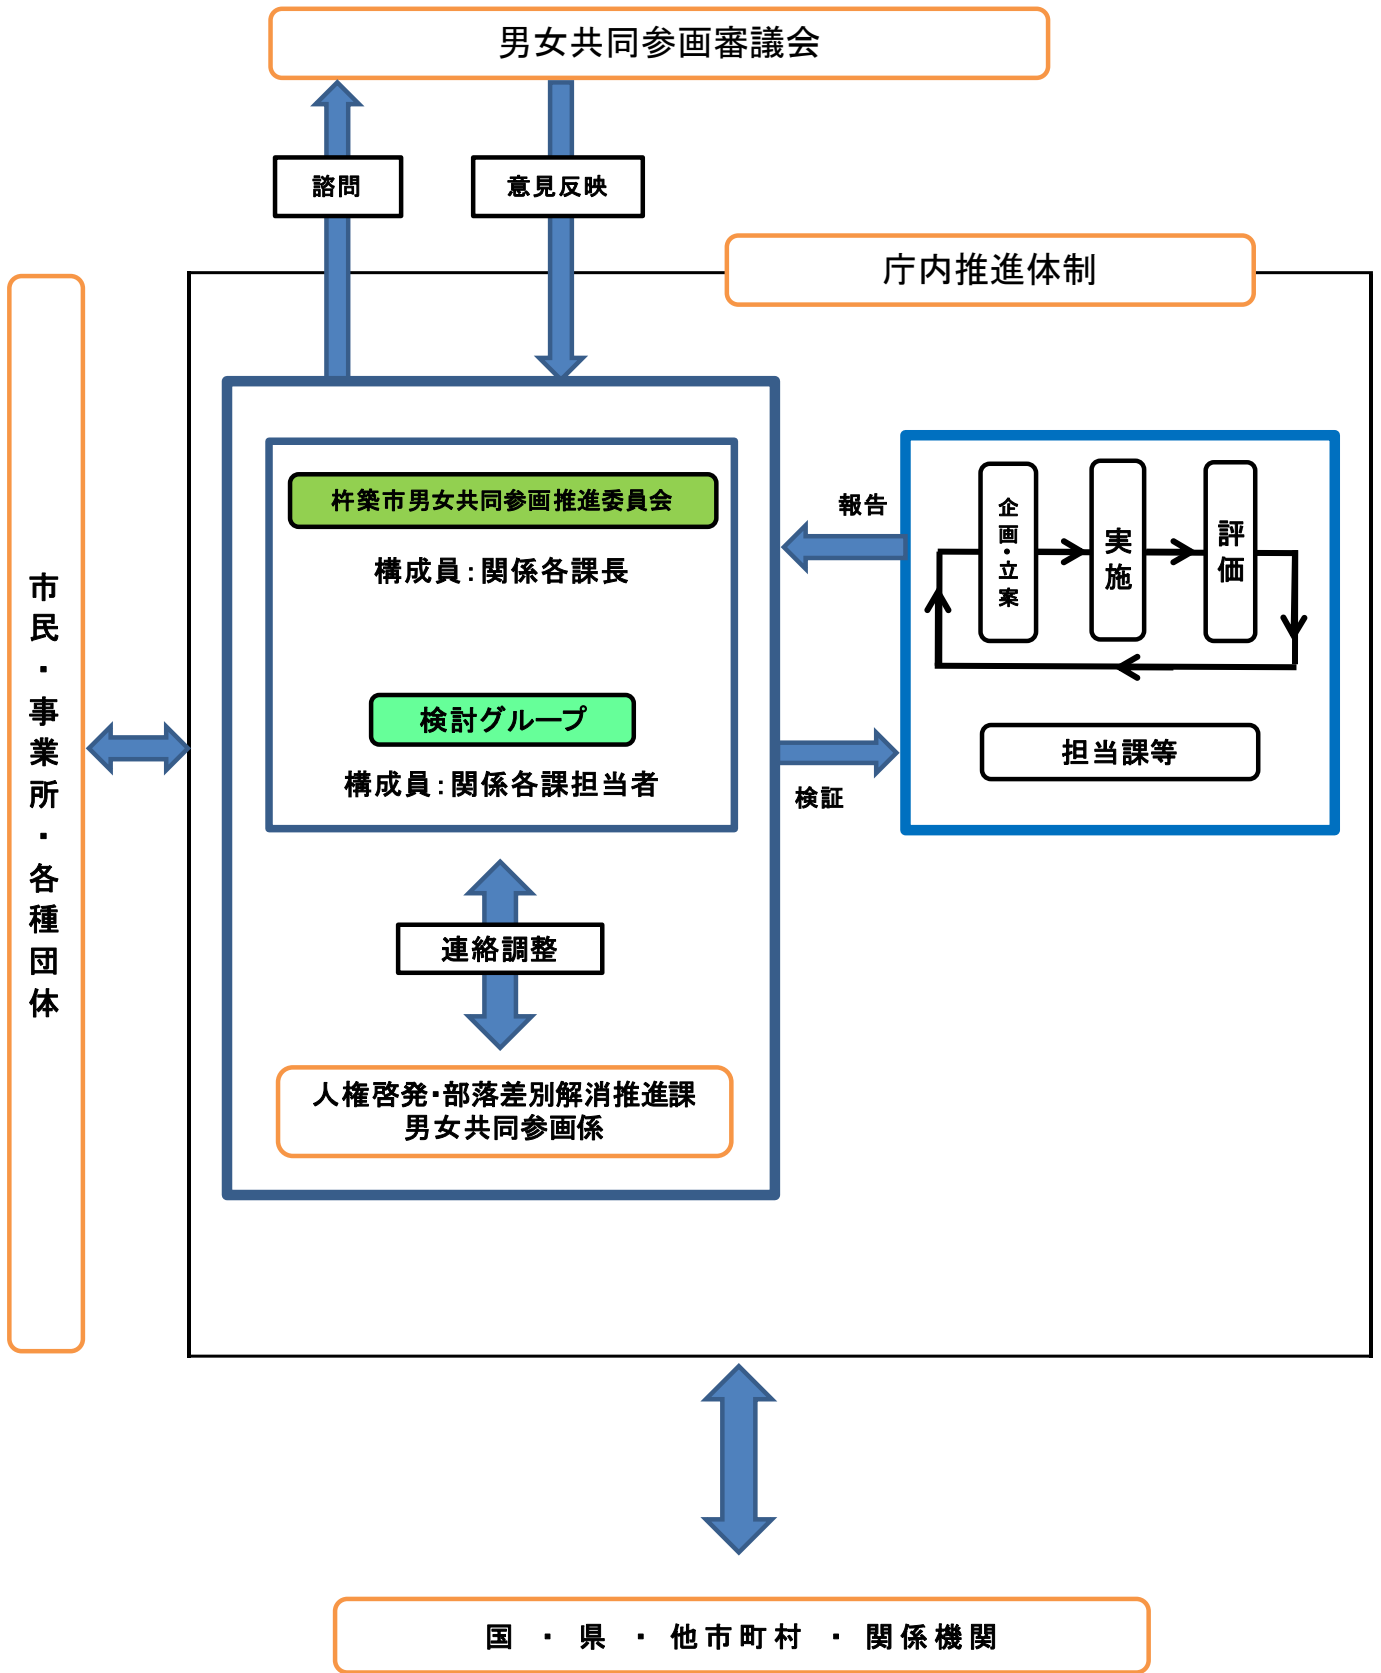 男女共同参画審議会
諮問
意見反映
庁内推進体制
市民・事業所・各種団体
杵築市男女共同参画推進委員会
構成員：関係各課長
検討グループ
構成員：関係各課担当者
連絡調整
人権啓発・部落差別解消推進課
男女共同参画係
報告
検証
企画・立案
実施
評価
担当課等
国 ・ 県 ・ 他市町村 ・ 関係機関